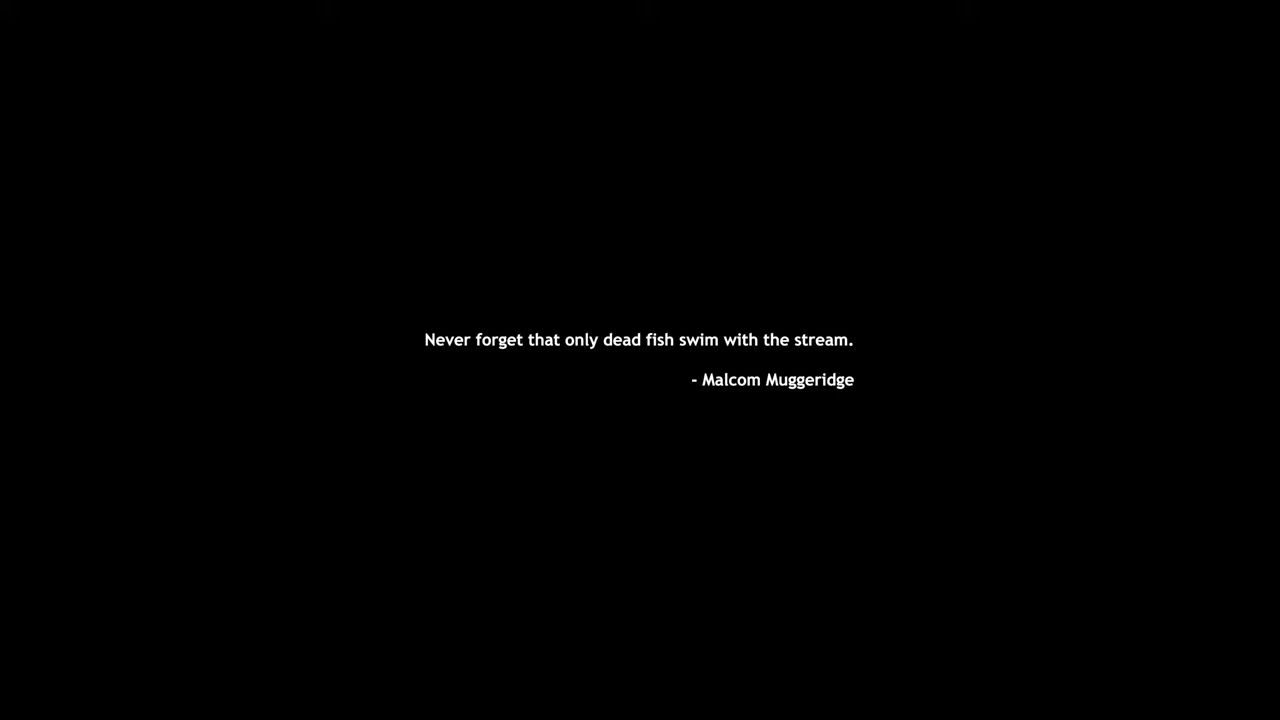 Never forget that only dead fish swim with the stream.
- Malcom Muggeridge